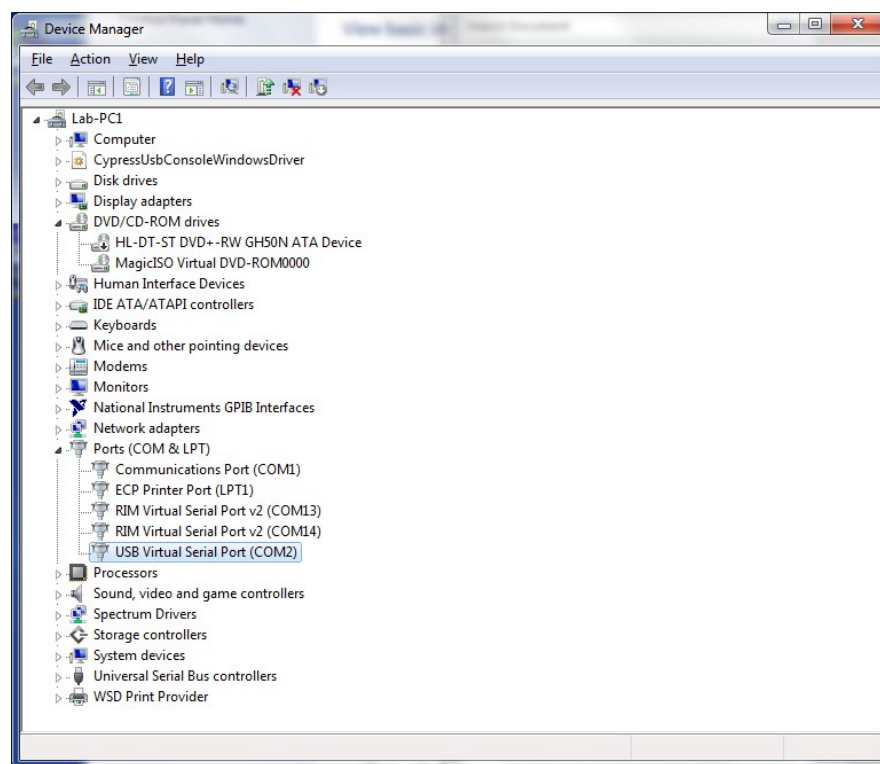 Device Manager
File Action View Help
Lab-PC1
Computer
CypressUsbConsoleWindowsDriver
Disk drives
Display adapters
DVD/CD-ROM drives
HL-DT-ST DVD+-RW GH50N ATA Device
MagicISO Virtual DVD-ROM0000
Human Interface Devices
IDE ATA/ATAPI controllers
Keyboards
Mice and other pointing devices
Modems
Monitors
National Instruments GPIB Interfaces
Network adapters
Ports (COM & LPT)
Communications Port (COM1)
ECP Printer Port (LPT1)
RIM Virtual Serial Port v2 (COM13)
RIM Virtual Serial Port v2 (COM14)
USB Virtual Serial Port (COM2)
Processors
Sound, video and game controllers
Spectrum Drivers
Storage controllers
System devices
Universal Serial Bus controllers
WSD Print Provider